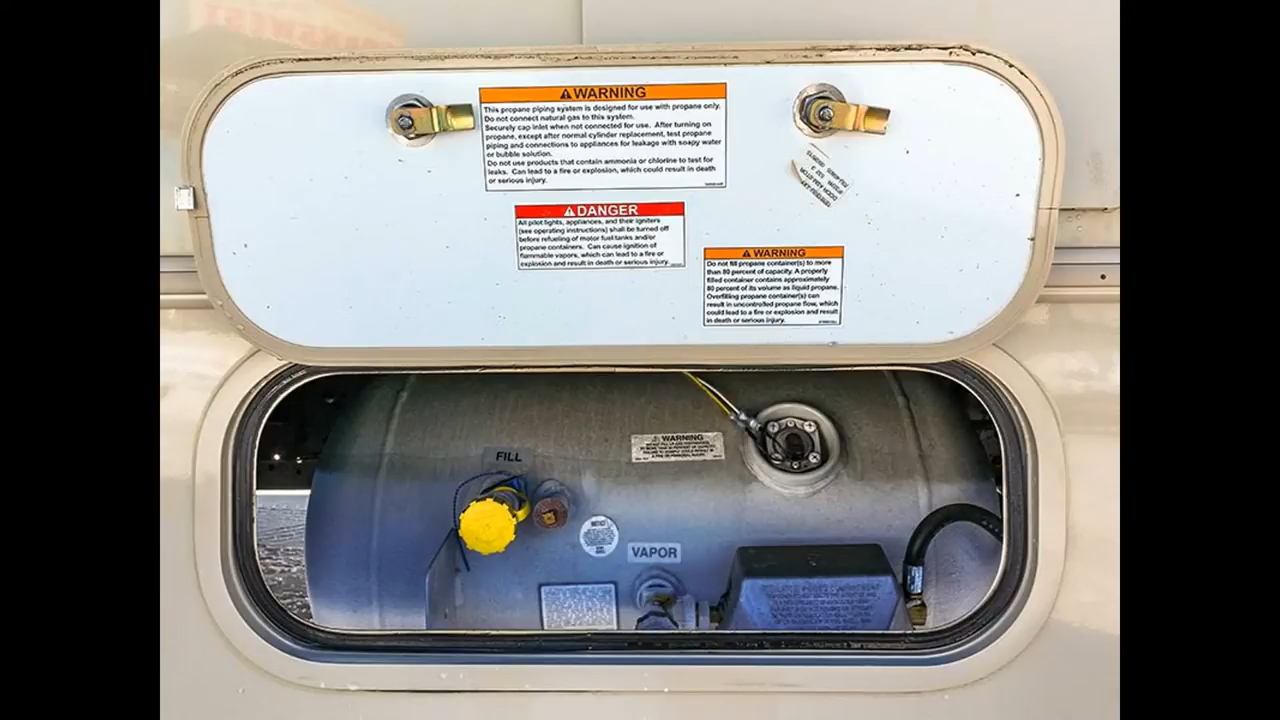 WARNING
This propane piping system is designed for use with propane only.
Do not connect natural gas to this system.
Securely cap inlet when not connected for use. After turning on
propane, except after normal cylinder replacement, test propane
piping and connections to appliances for leakage with soapy water
or bubble solution.
Do not use products that contain ammonia or chlorine to test for
leaks. Can lead to a fire or explosion, which could result in death
or serious injury.
DANGER
All pilot lights, appliances, and their igniters
(see operating instructions) shall be turned off
before refueling of motor fuel tanks and/or
propane containers. Can cause ignition of
flammable vapors, which can lead to a fire or
explosion and result in death or serious injury.
WARNING
Do not fill propane container(s) to more
than 80 percent of capacity. A properly
filled container contains approximately
80 percent of its volume as liquid propane.
Overfilling propane container(s) can
result in uncontrolled propane flow, which
could lead to a fire or explosion and result
in death or serious injury.
WARNING
FILL
NOTICE
VAPOR